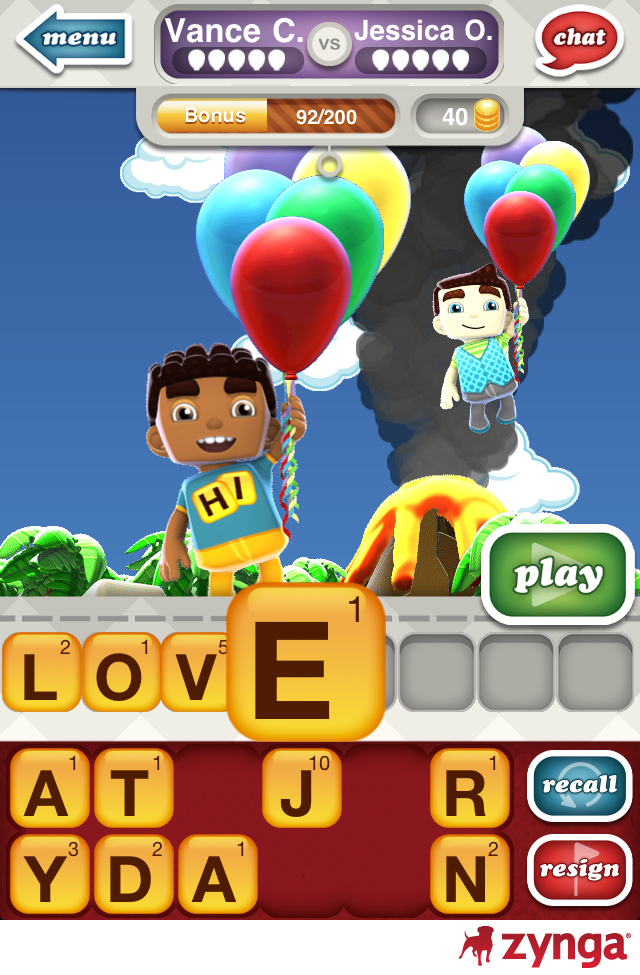 menu
Vance C.
vs
Jessica O.
chat
Bonus
92/200
40
HI
play
L 2 O 1 V 5 E 1
A 1 T 1 J 10 R 1
recall
Y 3 D 2 A 1 N 2
resign
zynga®